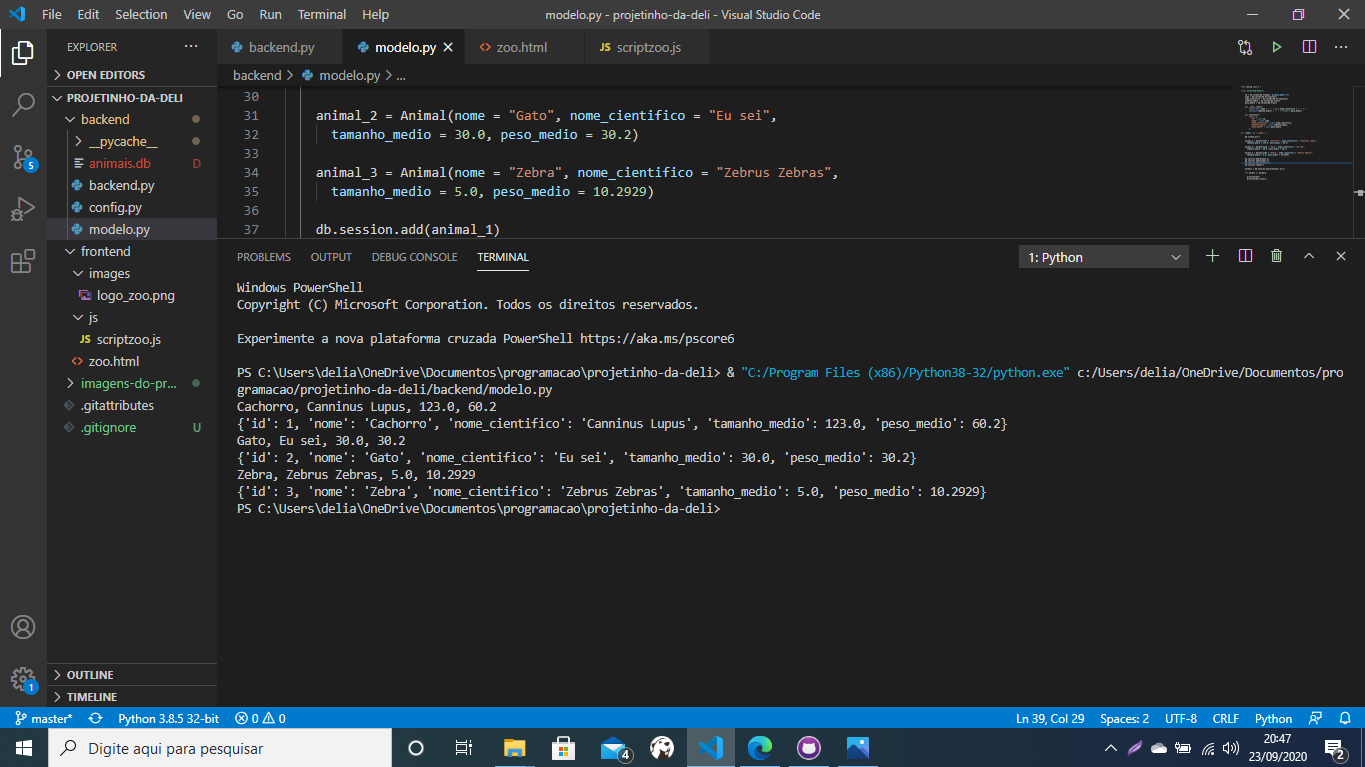 File Edit Selection View Go Run Terminal Help modelo.py - projetinho-da-deli - Visual Studio Code
EXPLORER ···
OPEN EDITORS
PROJETINHO-DA-DELI
backend
__pycache__
animais.db D
backend.py
config.py
modelo.py
frontend
images
logo_zoo.png
js
JS scriptzoo.js
<> zoo.html
imagens-do-pr...
.gitattributes
.gitignore U
OUTLINE
TIMELINE
5
1
backend.py modelo.py <> zoo.html JS scriptzoo.js
backend > modelo.py > ...
30
31 animal_2 = Animal(nome = "Gato", nome_cientifico = "Eu sei",
32 tamanho_medio = 30.0, peso_medio = 30.2)
33
34 animal_3 = Animal(nome = "Zebra", nome_cientifico = "Zebrus Zebras",
35 tamanho_medio = 5.0, peso_medio = 10.2929)
36
37 db.session.add(animal_1)
PROBLEMS OUTPUT DEBUG CONSOLE TERMINAL 1: Python
Windows PowerShell
Copyright (C) Microsoft Corporation. Todos os direitos reservados.
Experimente a nova plataforma cruzada PowerShell https://aka.ms/pscore6
PS C:\Users\delia\OneDrive\Documentos\programacao\projetinho-da-deli> & "C:/Program Files (x86)/Python38-32/python.exe" c:/Users/delia/OneDrive/Documentos/pro
gramacao/projetinho-da-deli/backend/modelo.py
Cachorro, Canninus Lupus, 123.0, 60.2
{'id': 1, 'nome': 'Cachorro', 'nome_cientifico': 'Canninus Lupus', 'tamanho_medio': 123.0, 'peso_medio': 60.2}
Gato, Eu sei, 30.0, 30.2
{'id': 2, 'nome': 'Gato', 'nome_cientifico': 'Eu sei', 'tamanho_medio': 30.0, 'peso_medio': 30.2}
Zebra, Zebrus Zebras, 5.0, 10.2929
{'id': 3, 'nome': 'Zebra', 'nome_cientifico': 'Zebrus Zebras', 'tamanho_medio': 5.0, 'peso_medio': 10.2929}
PS C:\Users\delia\OneDrive\Documentos\programacao\projetinho-da-deli>
master* Python 3.8.5 32-bit 0 0 Ln 39, Col 29 Spaces: 2 UTF-8 CRLF Python
Digite aqui para pesquisar 4 20:47
23/09/2020 2